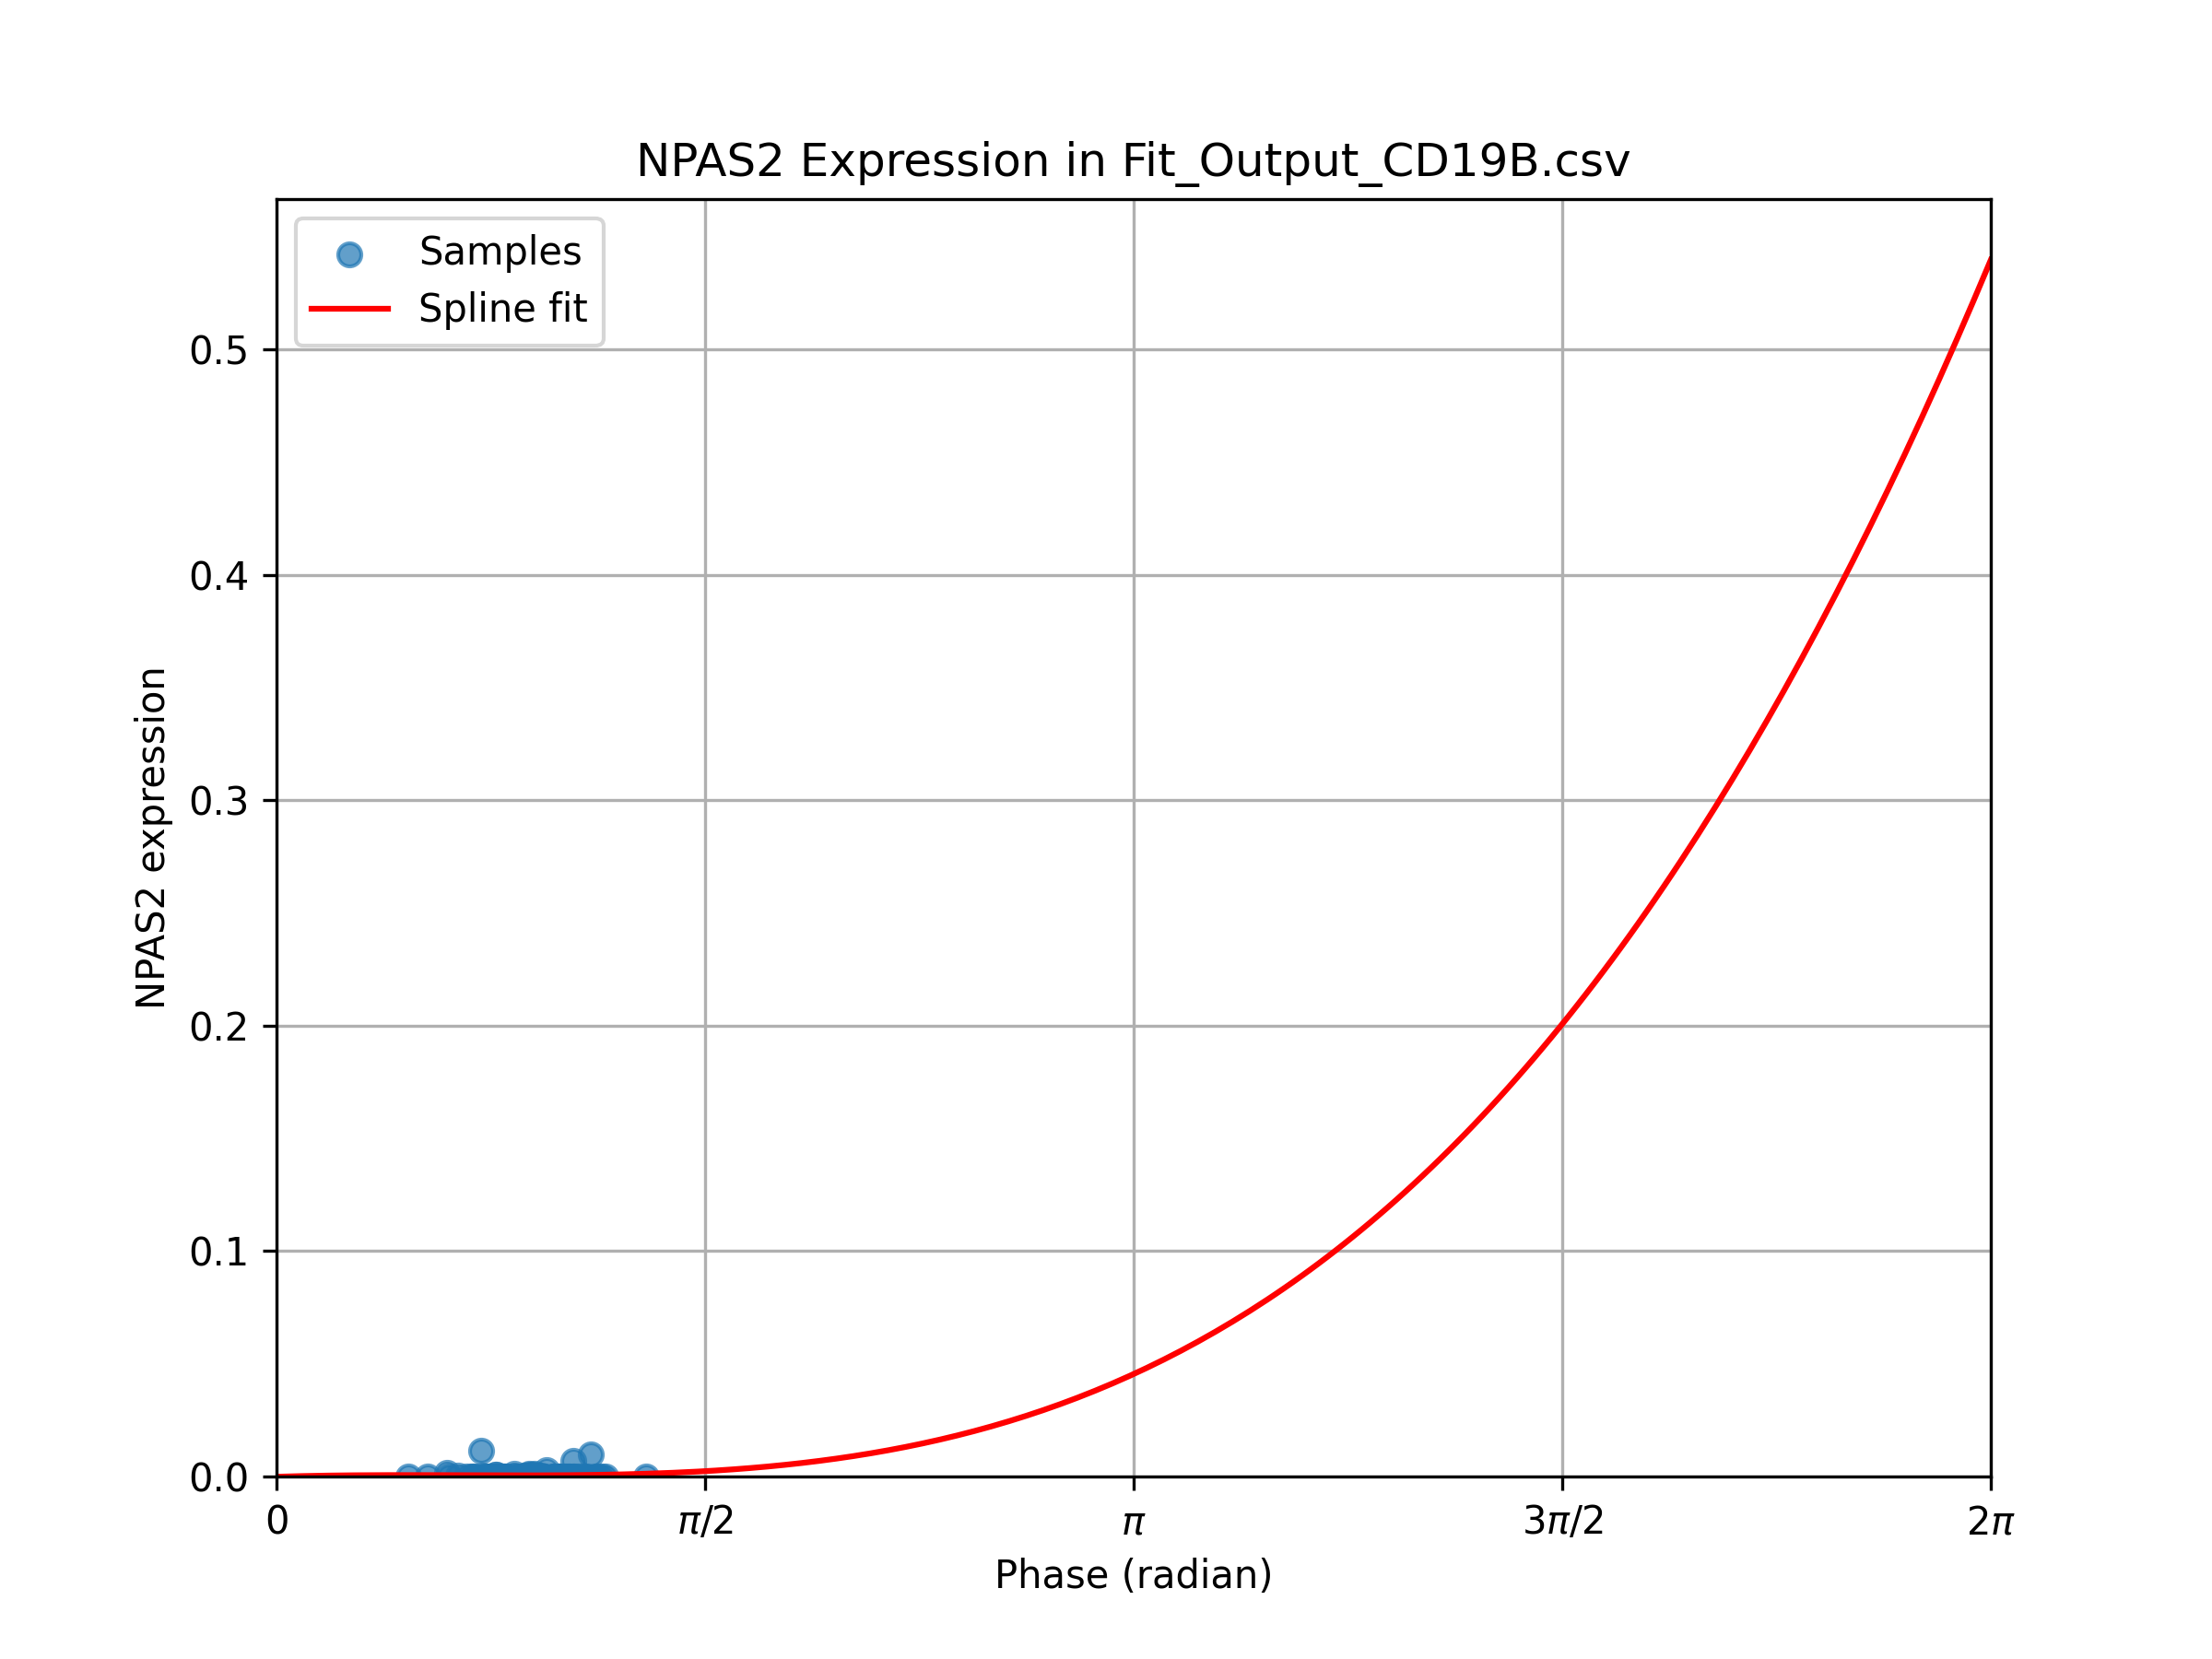 NPAS2 Expression in Fit_Output_CD19B.csv
Samples
Spline fit
NPAS2 expression
0.5
0.4
0.3
0.2
0.1
0.0
0
π/2
π
3π/2
2π
Phase (radian)